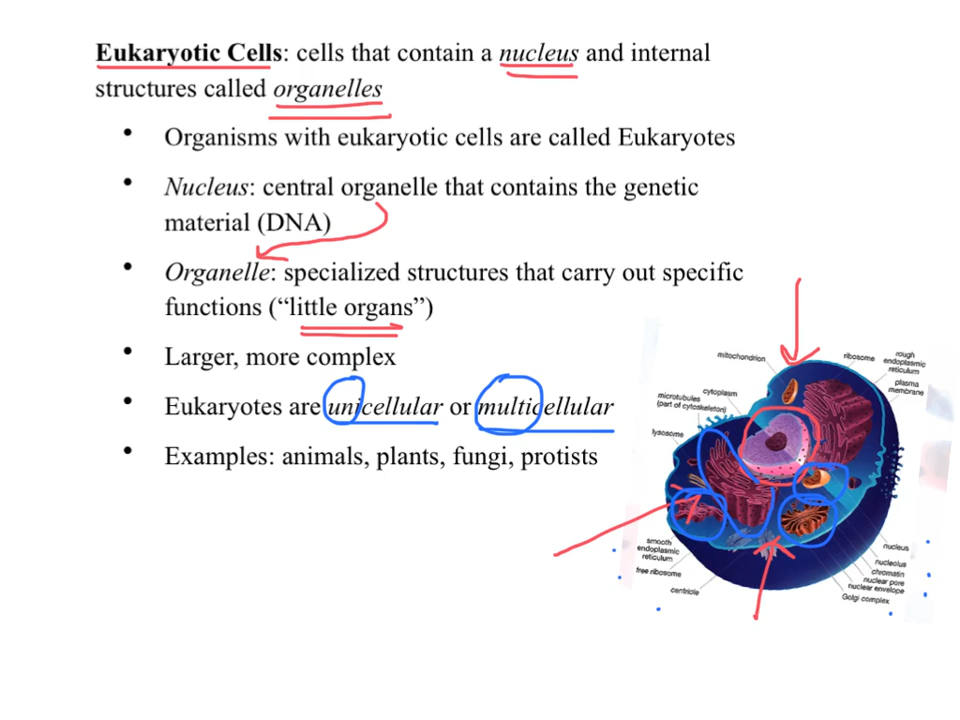 Eukaryotic Cells: cells that contain a nucleus and internal
structures called organelles
• Organisms with eukaryotic cells are called Eukaryotes
• Nucleus: central organelle that contains the genetic
material (DNA)
• Organelle: specialized structures that carry out specific
functions (“little organs”)
• Larger, more complex
• Eukaryotes are unicellular or multicellular
• Examples: animals, plants, fungi, protists
mitochondrion
ribosome
rough
endoplasmic
reticulum
plasma
membrane
cytoplasm
microtubules
(part of cytoskeleton)
lysosome
smooth
endoplasmic
reticulum
free ribosome
centriole
nucleus
nucleolus
chromatin
nuclear pore
nuclear envelope
Golgi complex